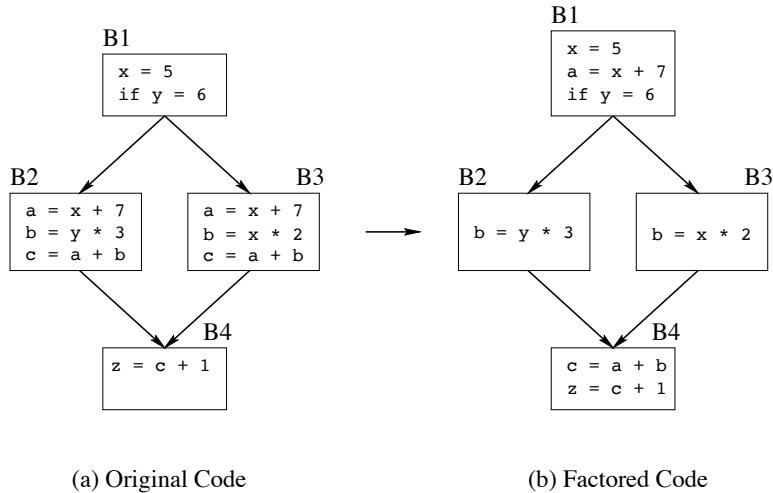 B1
x = 5
if y = 6
B2
a = x + 7
b = y * 3
c = a + b
B3
a = x + 7
b = x * 2
c = a + b
B4
z = c + 1
(a) Original Code
B1
x = 5
a = x + 7
if y = 6
B2
b = y * 3
B3
b = x * 2
B4
c = a + b
z = c + 1
(b) Factored Code